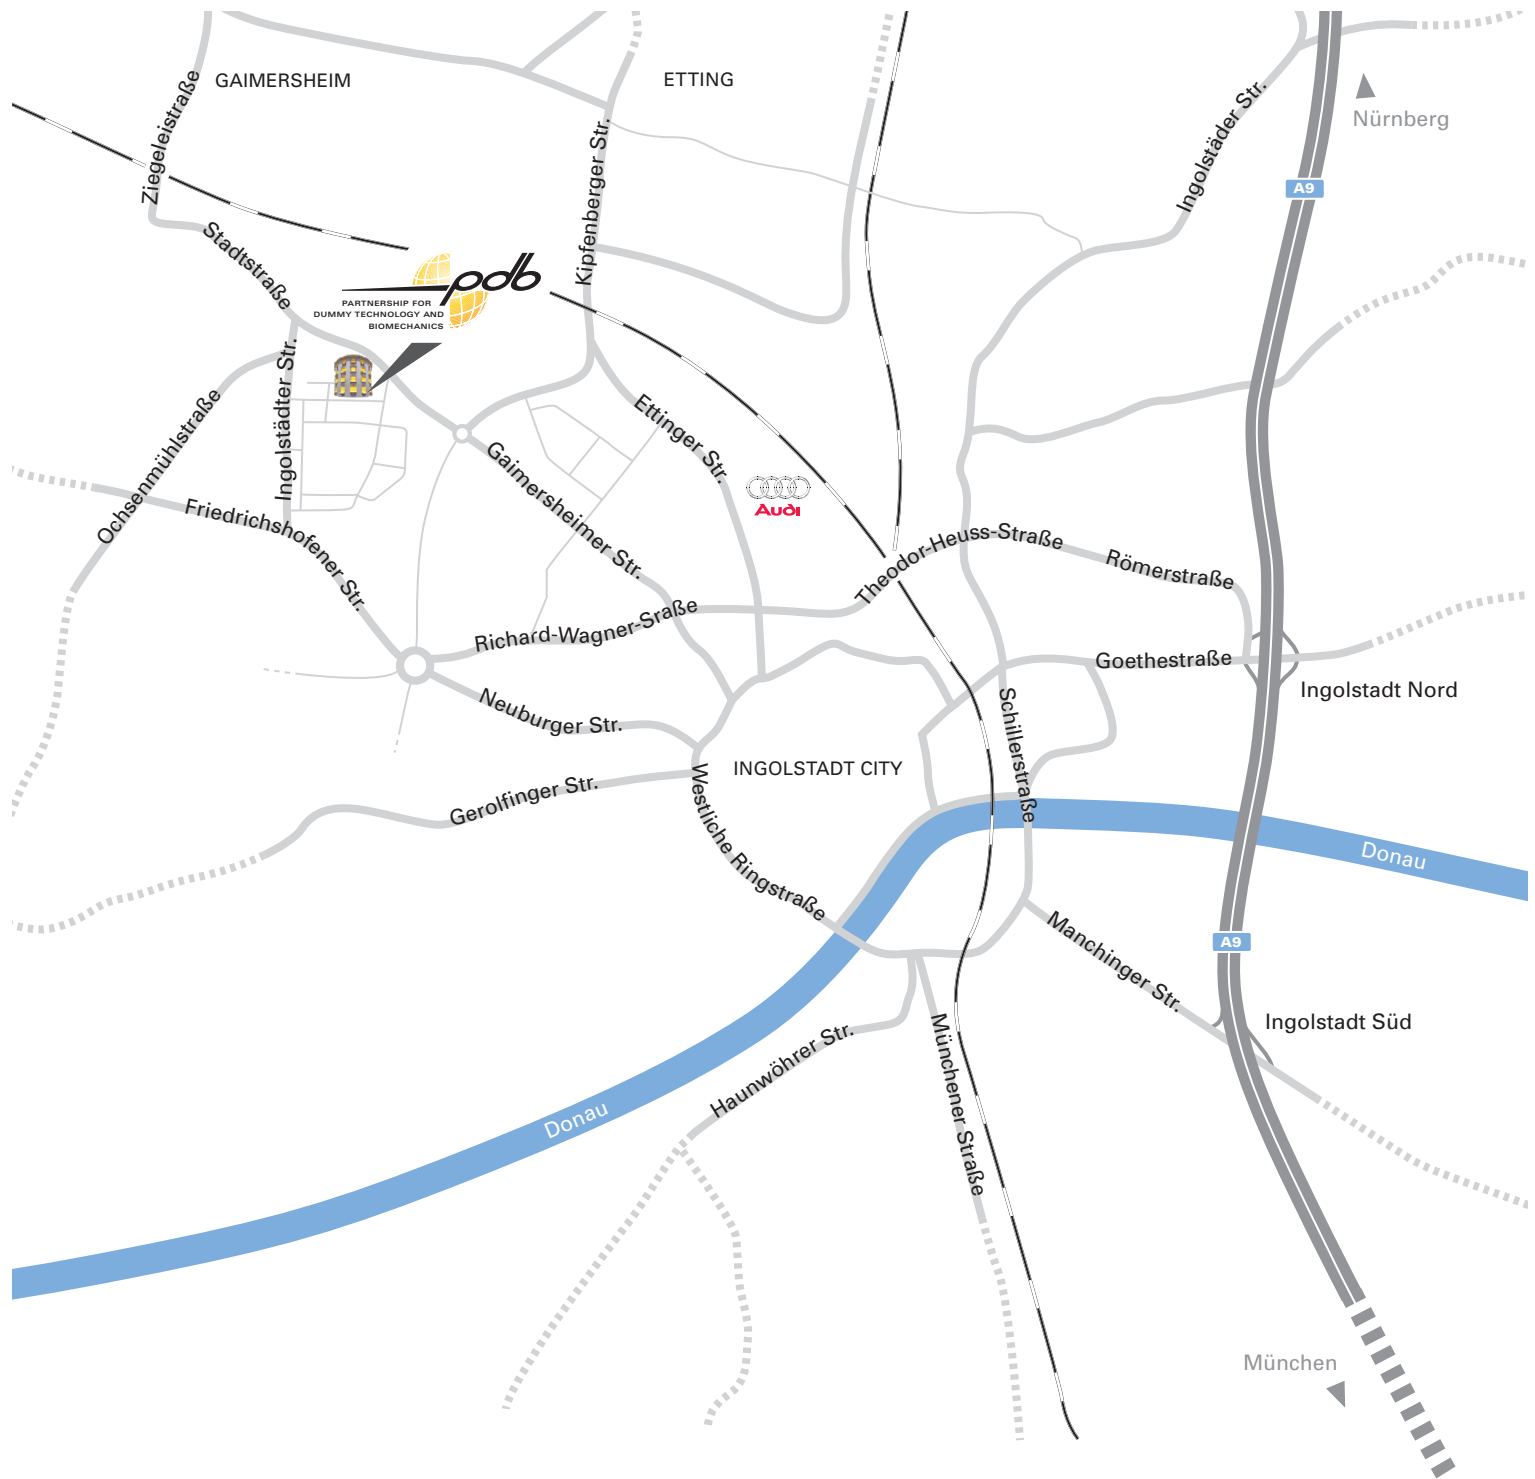 GAIMERSHEIM
ETTING
Ziegeleistraße
Kipfenberger Str.
Ingolstäder Str.
Nürnberg
A9
Stadtstraße
pdb
PARTNERSHIP FOR
DUMMY TECHNOLOGY AND
BIOMECHANICS
Ingolstädter Str.
Ochsenmühlstraße
Ettinger Str.
Gaimersheimer Str.
Audi
Friedrichshofener Str.
Theodor-Heuss-Straße
Römerstraße
Richard-Wagner-Sraße
Goethestraße
Ingolstadt Nord
Neuburger Str.
Schillerstraße
INGOLSTADT CITY
Gerolfinger Str.
Westliche Ringstraße
Donau
Manchinger Str.
A9
Ingolstadt Süd
Haunwöhrer Str.
Münchener Straße
Donau
München